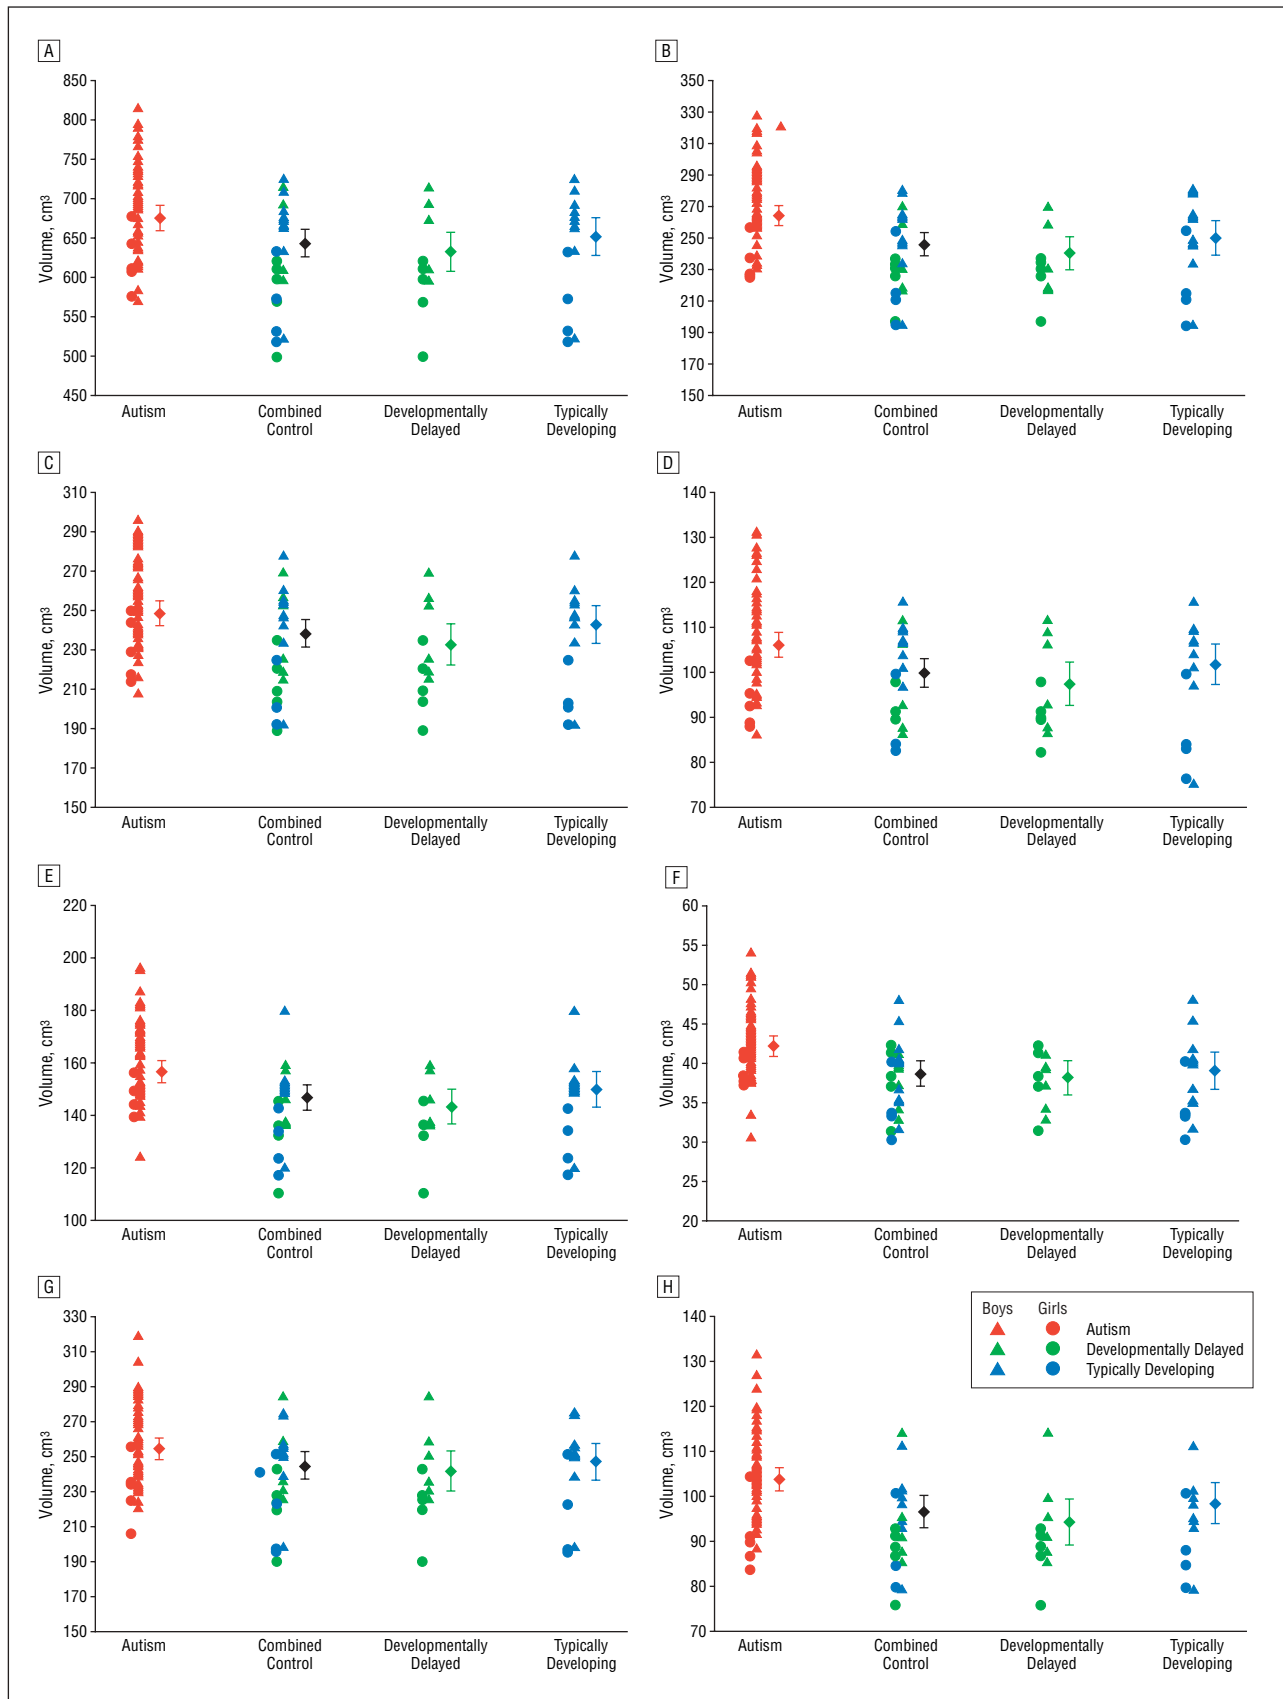 A
850
800
750
700
650
600
550
500
450
Volume, cm³
Autism
Combined
Control
Developmentally
Delayed
Typically
Developing
B
350
330
310
290
270
250
230
210
190
170
150
Volume, cm³
Autism
Combined
Control
Developmentally
Delayed
Typically
Developing
C
310
290
270
250
230
210
190
170
150
Volume, cm³
Autism
Combined
Control
Developmentally
Delayed
Typically
Developing
D
140
130
120
110
100
90
80
70
Volume, cm³
Autism
Combined
Control
Developmentally
Delayed
Typically
Developing
E
220
200
180
160
140
120
100
Volume, cm³
Autism
Combined
Control
Developmentally
Delayed
Typically
Developing
F
60
55
50
45
40
35
30
25
20
Volume, cm³
Autism
Combined
Control
Developmentally
Delayed
Typically
Developing
G
330
310
290
270
250
230
210
190
170
150
Volume, cm³
Autism
Combined
Control
Developmentally
Delayed
Typically
Developing
H
Boys Girls
Autism
Developmentally Delayed
Typically Developing
140
130
120
110
100
90
80
70
Volume, cm³
Autism
Combined
Control
Developmentally
Delayed
Typically
Developing